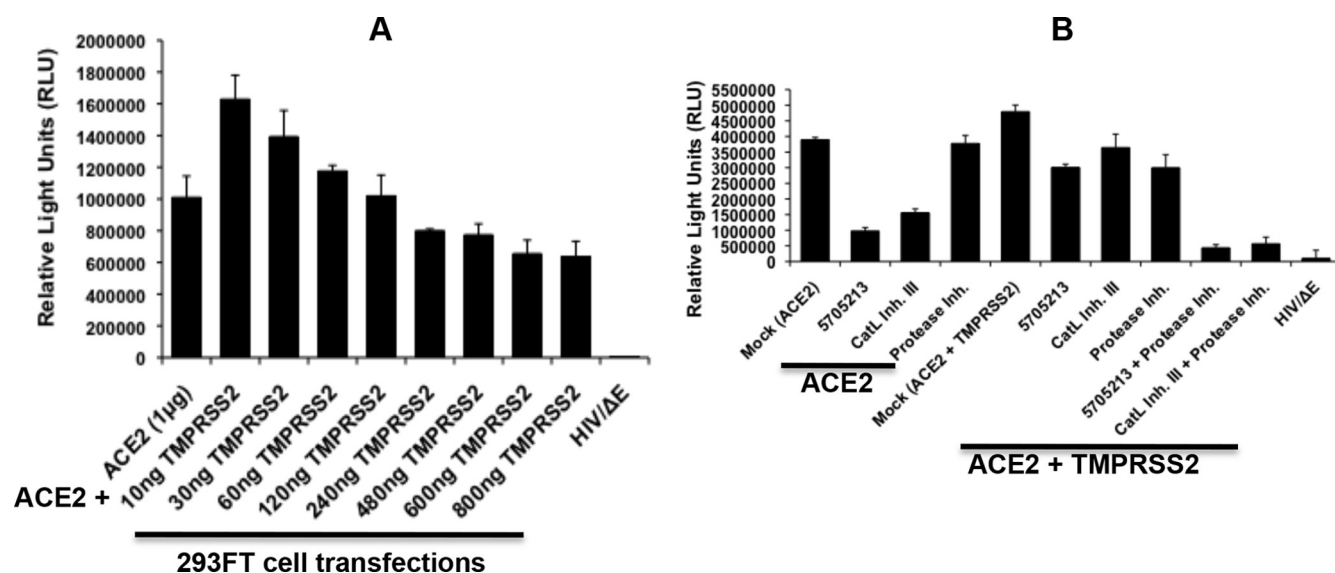 A
Relative Light Units (RLU)
2000000
1800000
1600000
1400000
1200000
1000000
800000
600000
400000
200000
0
ACE2 (1µg)
10ng TMPRSS2
30ng TMPRSS2
60ng TMPRSS2
120ng TMPRSS2
240ng TMPRSS2
480ng TMPRSS2
600ng TMPRSS2
800ng TMPRSS2
HIV/ΔE
ACE2 +
293FT cell transfections
B
Relative Light Units (RLU)
5500000
5000000
4500000
4000000
3500000
3000000
2500000
2000000
1500000
1000000
500000
0
Mock (ACE2)
5705213
CatL Inh. III
Protease Inh.
Mock (ACE2 + TMPRSS2)
5705213
CatL Inh. III
Protease Inh.
5705213 + Protease Inh.
CatL Inh. III + Protease Inh.
HIV/ΔE
ACE2
ACE2 + TMPRSS2